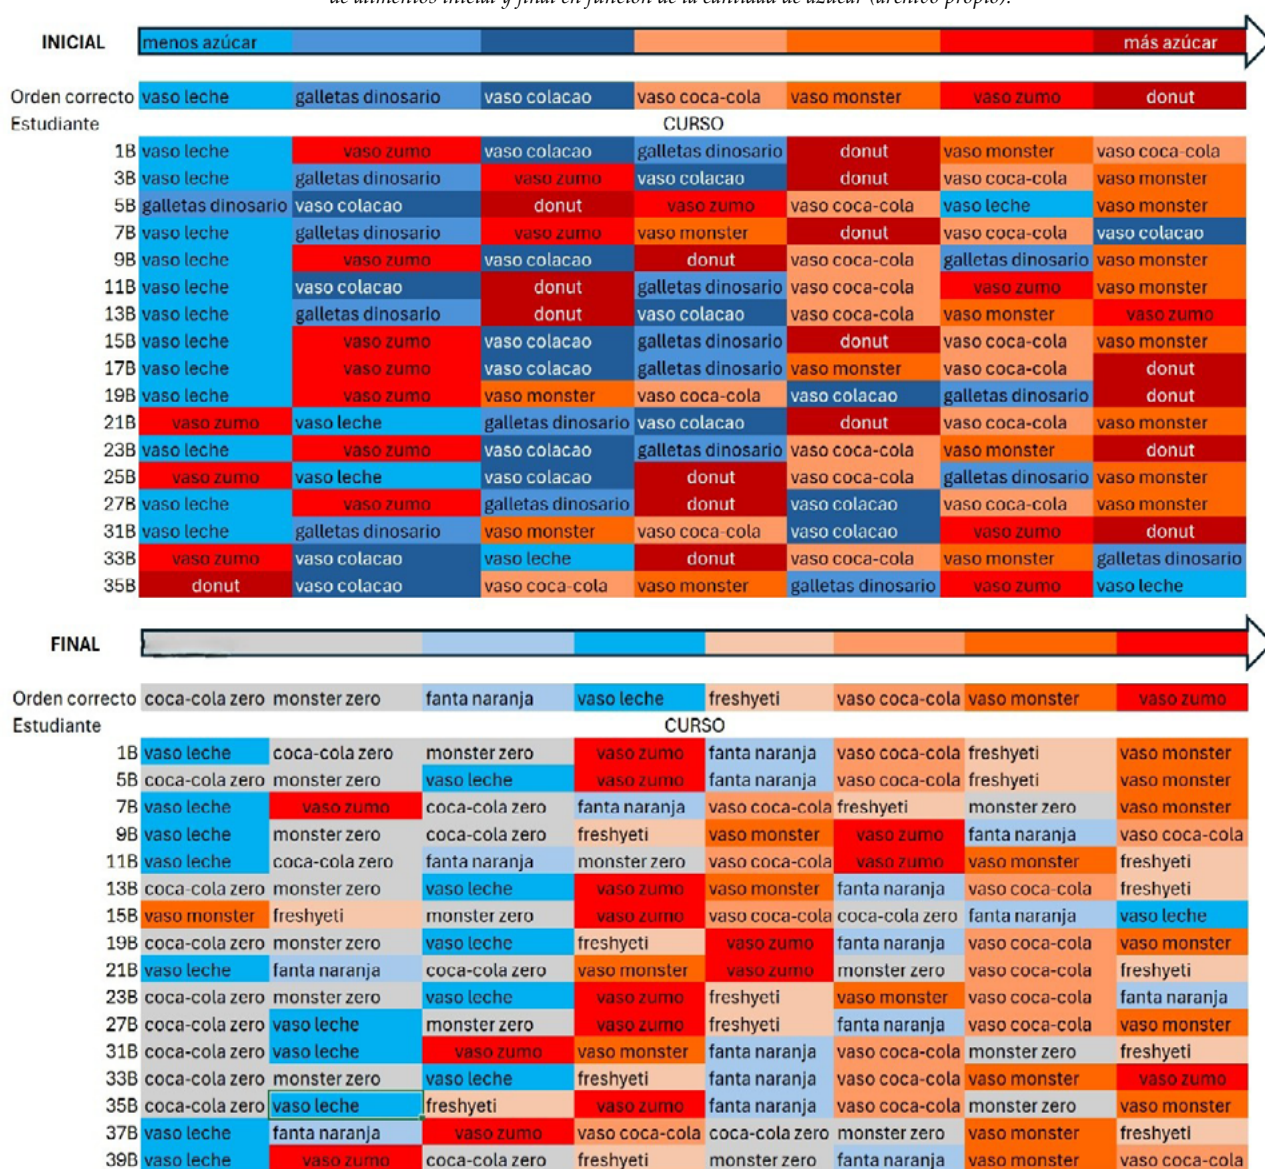 de alimentos inicial y final en función de la cantidad de azúcar (archivo propio).
INICIAL menos azúcar más azúcar
Orden correcto vaso leche galletas dinosario vaso colacao vaso coca-cola vaso monster vaso zumo donut
Estudiante CURSO
1B vaso leche vaso zumo vaso colacao galletas dinosario donut vaso monster vaso coca-cola
3B vaso leche galletas dinosario vaso zumo vaso colacao donut vaso coca-cola vaso monster
5B galletas dinosario vaso colacao donut vaso zumo vaso coca-cola vaso leche vaso monster
7B vaso leche galletas dinosario vaso zumo vaso monster donut vaso coca-cola vaso colacao
9B vaso leche vaso zumo vaso colacao donut vaso coca-cola galletas dinosario vaso monster
11B vaso leche vaso colacao donut galletas dinosario vaso coca-cola vaso zumo vaso monster
13B vaso leche galletas dinosario donut vaso colacao vaso coca-cola vaso monster vaso zumo
15B vaso leche vaso zumo vaso colacao galletas dinosario donut vaso coca-cola vaso monster
17B vaso leche vaso zumo vaso colacao galletas dinosario vaso monster vaso coca-cola donut
19B vaso leche vaso zumo vaso monster vaso coca-cola vaso colacao galletas dinosario donut
21B vaso zumo vaso leche galletas dinosario vaso colacao donut vaso coca-cola vaso monster
23B vaso leche vaso zumo vaso colacao galletas dinosario vaso coca-cola vaso monster donut
25B vaso zumo vaso leche vaso colacao donut vaso coca-cola galletas dinosario vaso monster
27B vaso leche vaso zumo galletas dinosario donut vaso colacao vaso coca-cola vaso monster
31B vaso leche galletas dinosario vaso monster vaso coca-cola vaso colacao vaso zumo donut
33B vaso zumo vaso colacao vaso leche donut vaso coca-cola vaso monster galletas dinosario
35B donut vaso colacao vaso coca-cola vaso monster galletas dinosario vaso zumo vaso leche
FINAL
Orden correcto coca-cola zero monster zero fanta naranja vaso leche freshyeti vaso coca-cola vaso monster vaso zumo
Estudiante CURSO
1B vaso leche coca-cola zero monster zero vaso zumo fanta naranja vaso coca-cola freshyeti vaso monster
5B coca-cola zero monster zero vaso leche vaso zumo fanta naranja vaso coca-cola freshyeti vaso monster
7B vaso leche vaso zumo coca-cola zero fanta naranja vaso coca-cola freshyeti monster zero vaso monster
9B vaso leche monster zero coca-cola zero freshyeti vaso monster vaso zumo fanta naranja vaso coca-cola
11B vaso leche coca-cola zero fanta naranja monster zero vaso coca-cola vaso zumo vaso monster freshyeti
13B coca-cola zero monster zero vaso leche vaso zumo vaso monster fanta naranja vaso coca-cola freshyeti
15B vaso monster freshyeti monster zero vaso zumo vaso coca-cola coca-cola zero fanta naranja vaso leche
19B coca-cola zero monster zero vaso leche freshyeti vaso zumo fanta naranja vaso coca-cola vaso monster
21B vaso leche fanta naranja coca-cola zero vaso monster vaso zumo monster zero vaso coca-cola freshyeti
23B coca-cola zero monster zero vaso leche vaso zumo freshyeti vaso monster vaso coca-cola fanta naranja
27B coca-cola zero vaso leche monster zero vaso zumo freshyeti fanta naranja vaso coca-cola vaso monster
31B coca-cola zero vaso leche vaso zumo vaso monster fanta naranja vaso coca-cola monster zero freshyeti
33B coca-cola zero monster zero vaso leche freshyeti fanta naranja vaso coca-cola vaso monster vaso zumo
35B coca-cola zero vaso leche freshyeti vaso zumo fanta naranja vaso coca-cola monster zero vaso monster
37B vaso leche fanta naranja vaso zumo vaso coca-cola coca-cola zero monster zero vaso monster freshyeti
39B vaso leche vaso zumo coca-cola zero freshyeti monster zero fanta naranja vaso monster vaso coca-cola